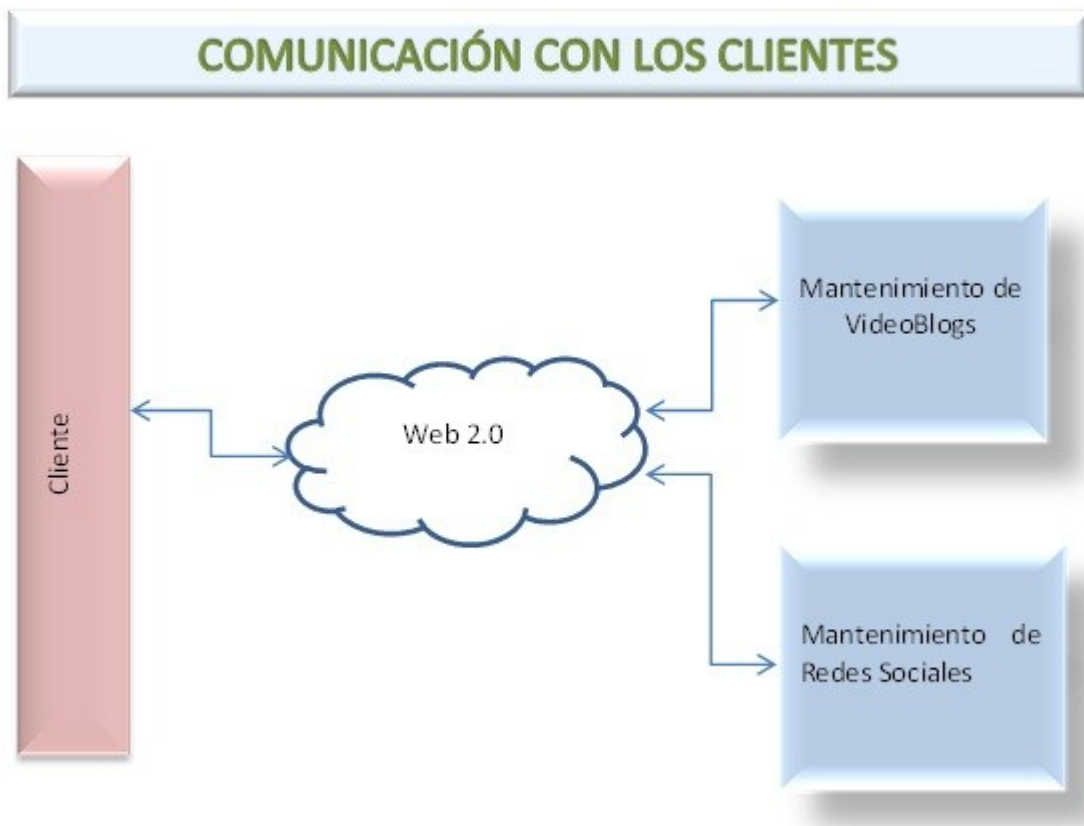 COMUNICACIÓN CON LOS CLIENTES
Cliente
Web 2.0
Mantenimiento de
VideoBlogs
Mantenimiento de
Redes Sociales